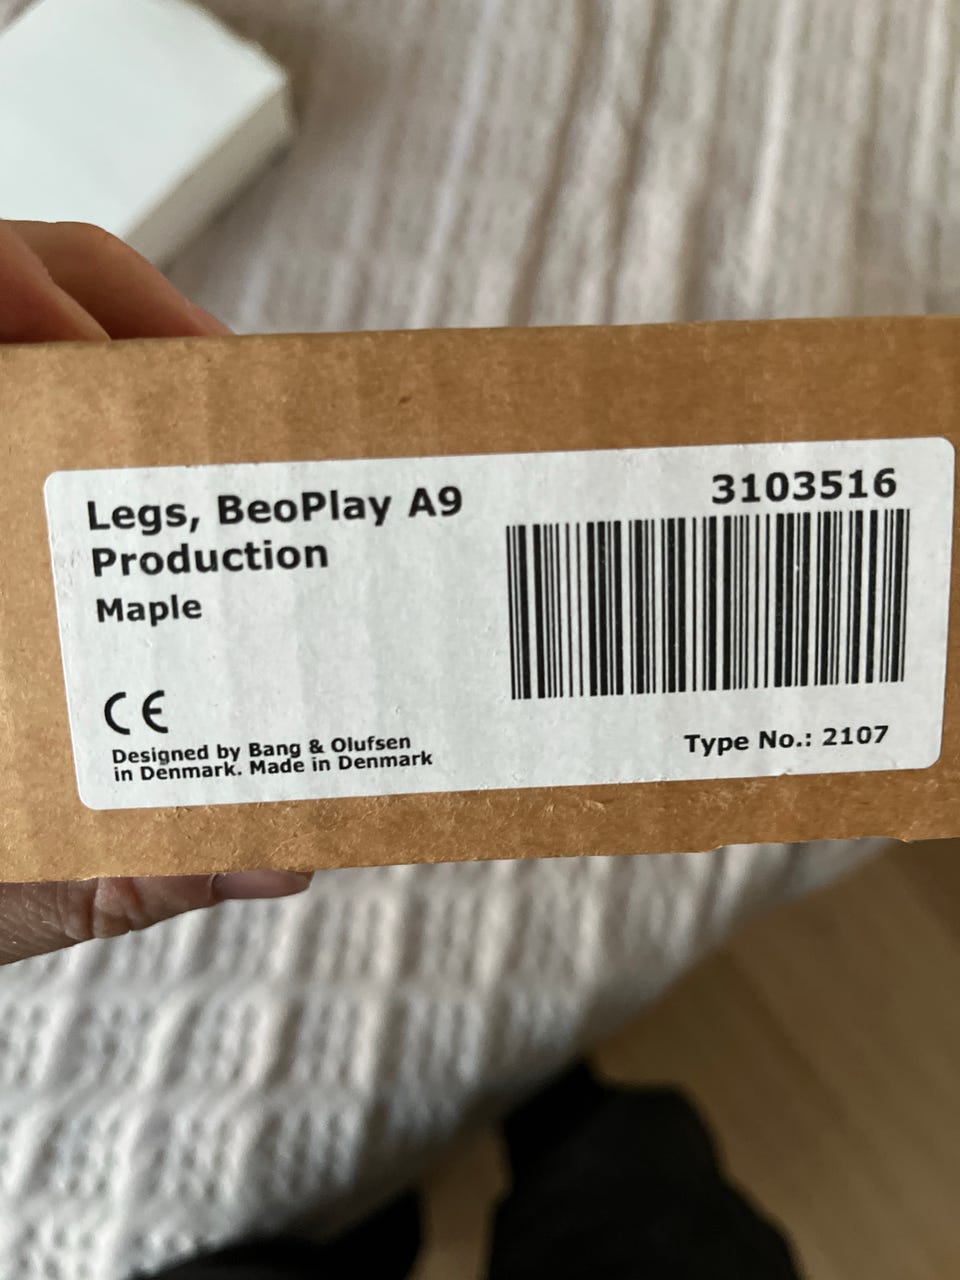 Legs, BeoPlay A9
Production
Maple
3103516
CE
Designed by Bang & Olufsen
in Denmark. Made in Denmark
Type No.: 2107